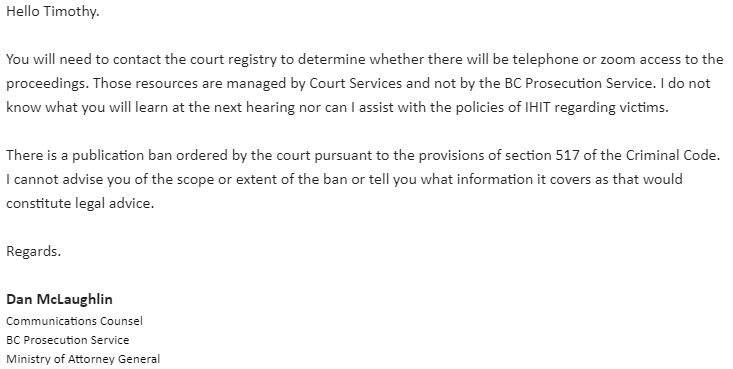 Hello Timothy.
You will need to contact the court registry to determine whether there will be telephone or zoom access to the
proceedings. Those resources are managed by Court Services and not by the BC Prosecution Service. I do not
know what you will learn at the next hearing nor can I assist with the policies of IHIT regarding victims.
There is a publication ban ordered by the court pursuant to the provisions of section 517 of the Criminal Code.
I cannot advise you of the scope or extent of the ban or tell you what information it covers as that would
constitute legal advice.
Regards.
Dan McLaughlin
Communications Counsel
BC Prosecution Service
Ministry of Attorney General